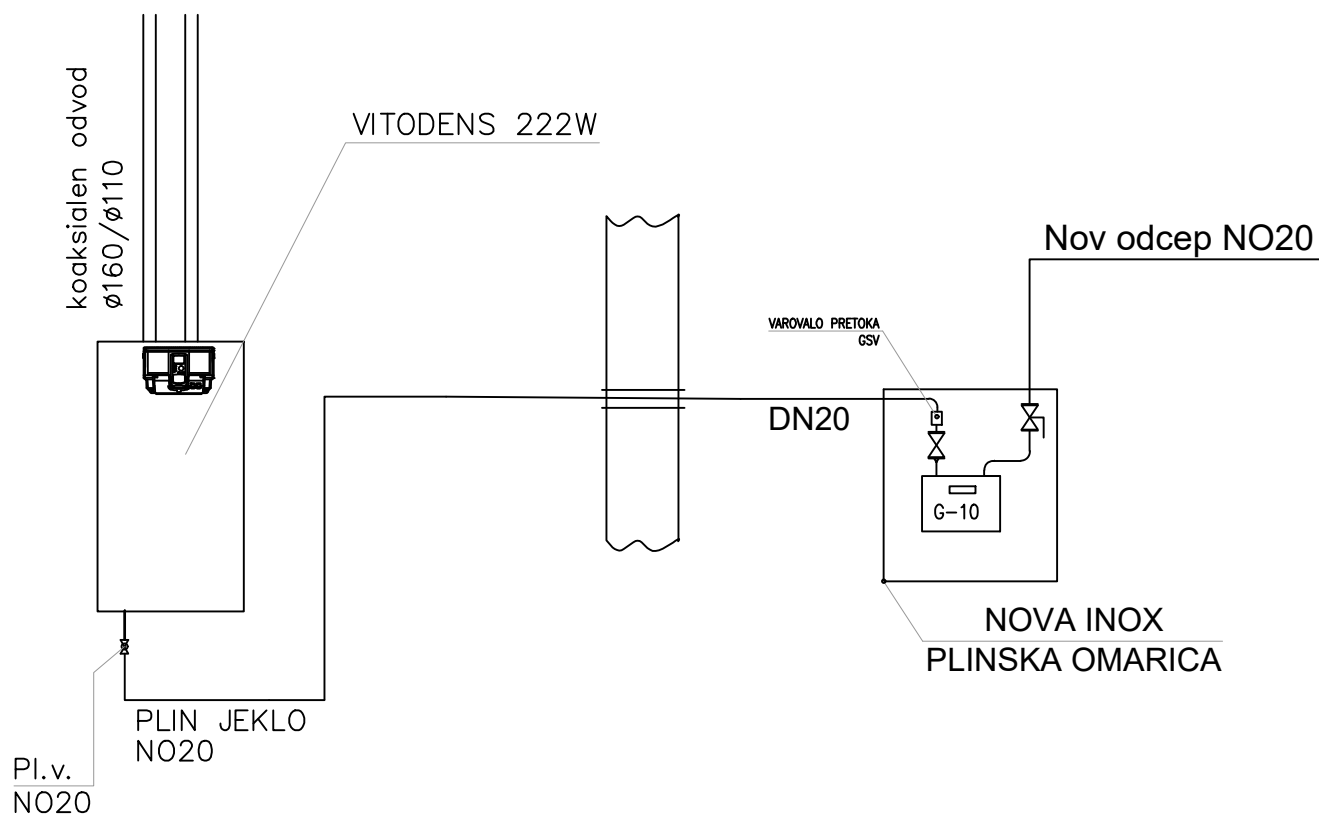 koaksialen odvod
ø160/ø110
VITODENS 222W
Nov odcep NO20
VAROVALO PRETOKA
GSV
DN20
G-10
NOVA INOX
PLINSKA OMARICA
PLIN JEKLO
NO20
Pl.v.
NO20